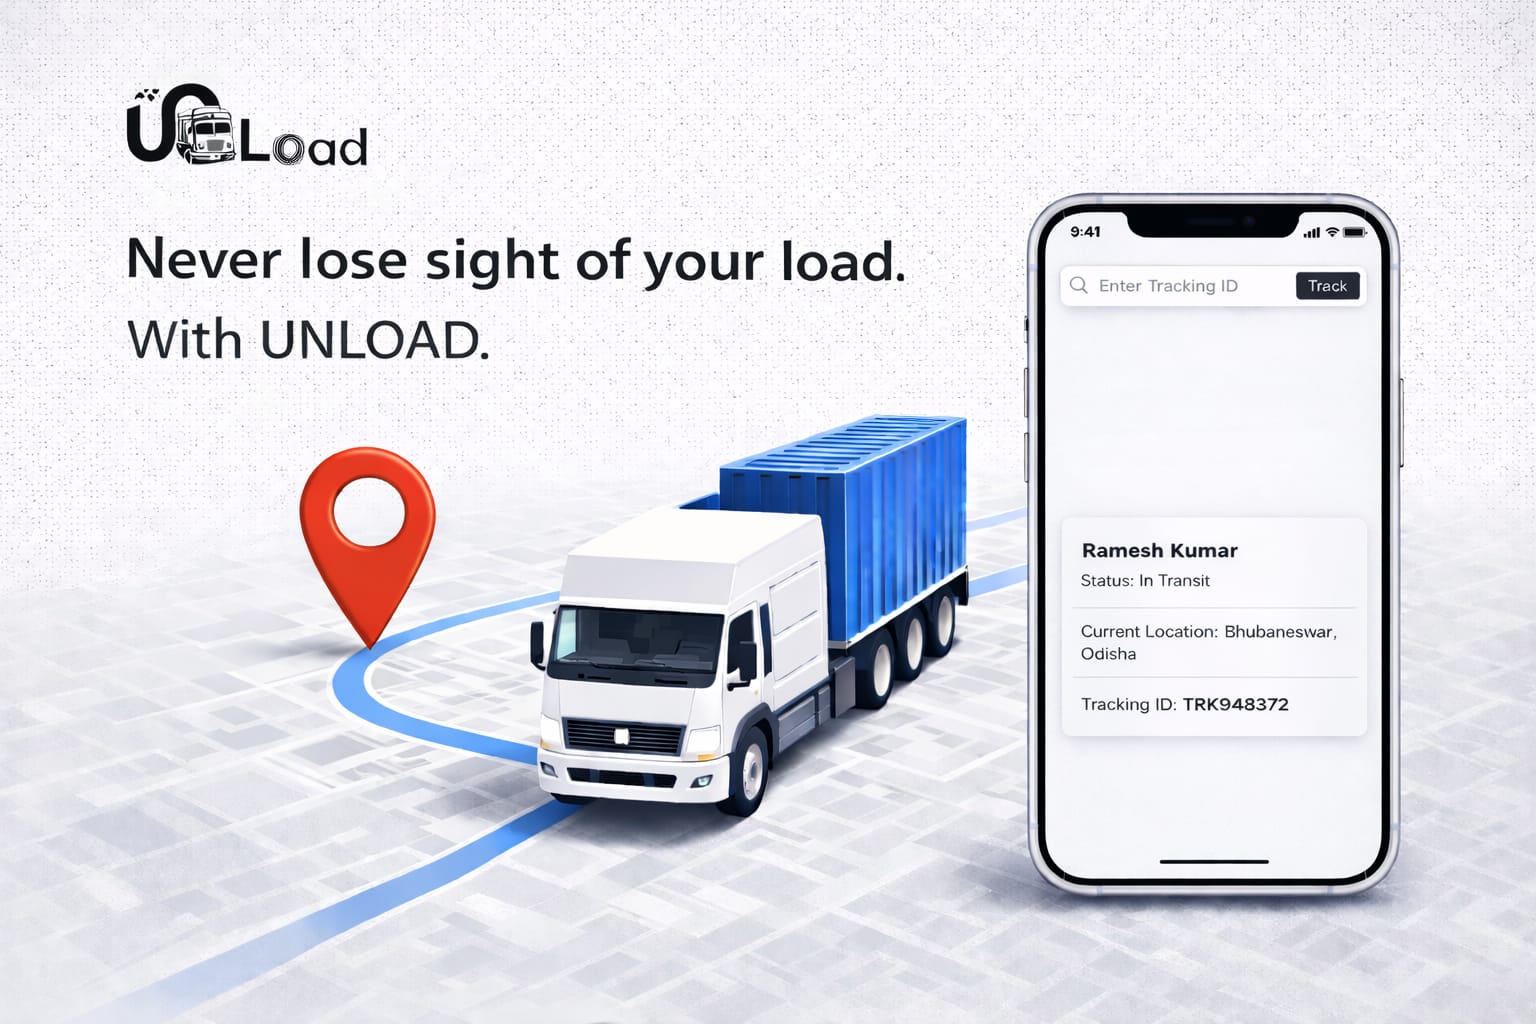 UnLoad
Never lose sight of your load.
With UNLOAD.
9:41
Enter Tracking ID
Track
Ramesh Kumar
Status: In Transit
Current Location: Bhubaneswar,
Odisha
Tracking ID: TRK948372